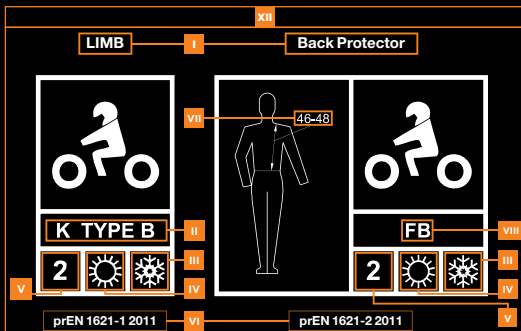 XII
LIMB
I
Back Protector
VII
46-48
K TYPE B
II
FB
VIII
2
III
2
III
V
IV
IV
V
prEN 1621-1 2011
VI
prEN 1621-2 2011